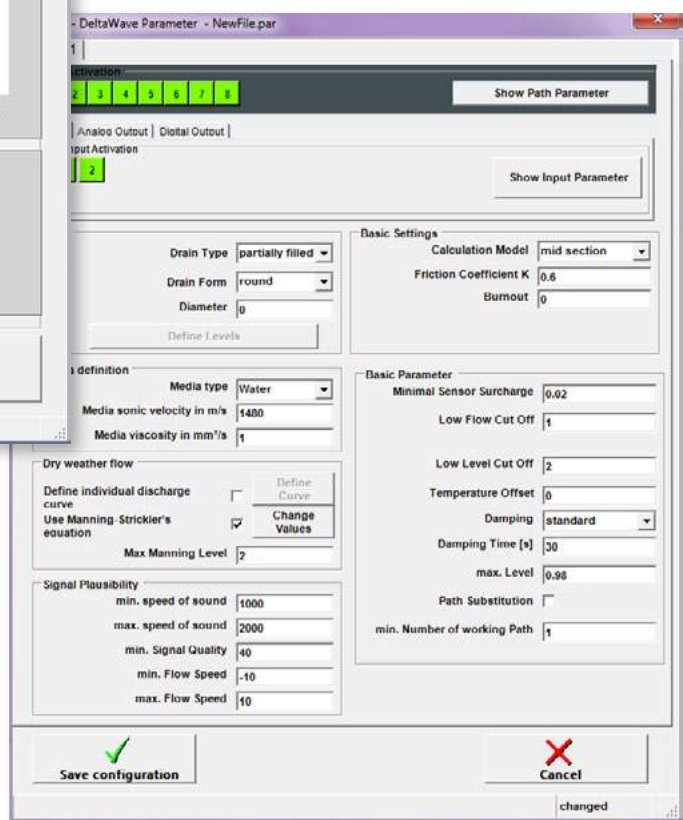 - DeltaWave Parameter - NewFile.par
1
2 3 4 5 6 7 8
Show Path Parameter
Analog Output | Digital Output
Input Activation
2
Show Input Parameter
Drain Type partially filled
Drain Form round
Diameter 0
Define Levels
Basic Settings
Calculation Model mid section
Friction Coefficient K 0.6
Burnout 0
definition
Media type Water
Media sonic velocity in m/s 1480
Media viscosity in mm²/s 1
Dry weather flow
Define individual discharge
curve
Define
Curve
Use Manning-Strickler's
equation
Change
Values
Max Manning Level 2
Signal Plausibility
min. speed of sound 1000
max. speed of sound 2000
min. Signal Quality 40
min. Flow Speed -10
max. Flow Speed 10
Basic Parameter
Minimal Sensor Surcharge 0.02
Low Flow Cut Off 1
Low Level Cut Off 2
Temperature Offset 0
Damping standard
Damping Time [s] 30
max. Level 0.98
Path Substitution
min. Number of working Path 1
Save configuration
Cancel
changed